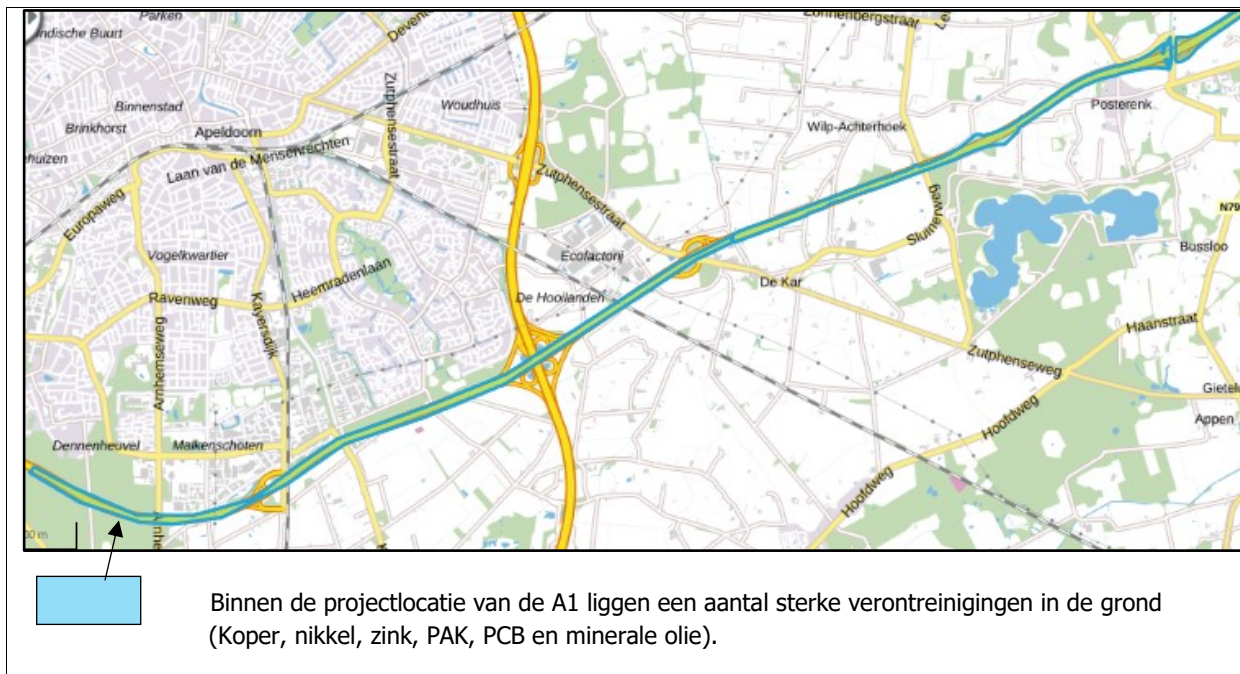 Parken
Indische Buurt
Zonnenbergstraat
Zutphensestraat
Woudhuis
Binnenstad
Posterenk
Brinkhorst
Apeldoorn
Wilp-Achterhoek
Laan van de Mensenrechten
Zutphensestraat
Europaweg
N79
Sluinerweg
Vogelkwartier
Ecofactorij
Bussloo
Heemradenlaan
De Kar
Ravenweg
De Hooilanden
Kayersdijk
Haanstraat
Zutphenseweg
Arnhemseweg
Hoofdweg
Appen
Dennenheuvel
Malkenschoten
Hoofdweg
Binnen de projectlocatie van de A1 liggen een aantal sterke verontreinigingen in de grond
(Koper, nikkel, zink, PAK, PCB en minerale olie).